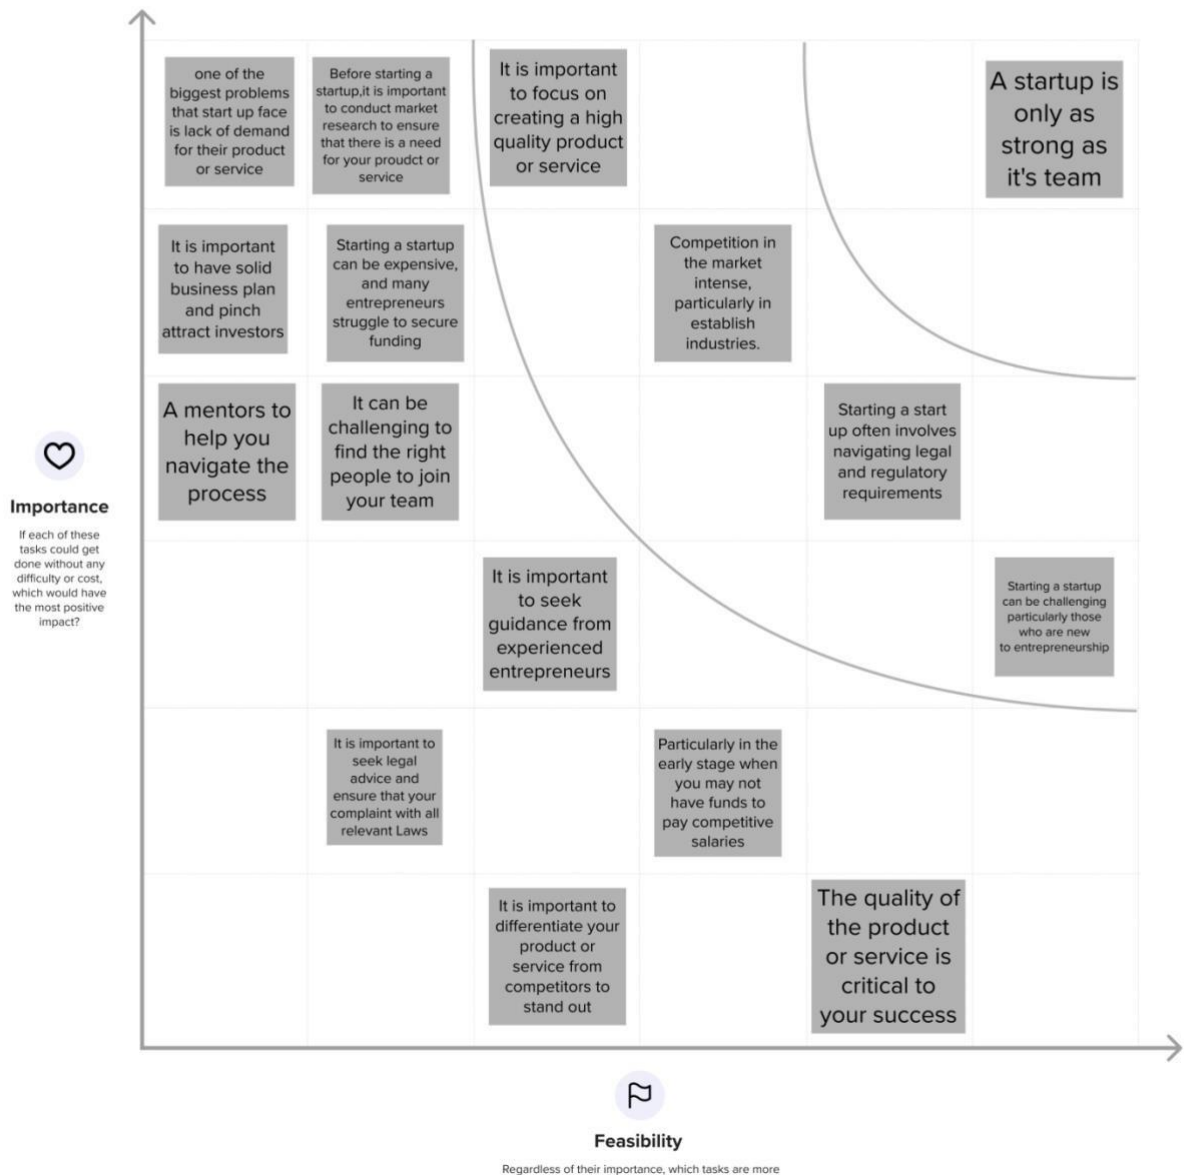 one of the
biggest problems
that start up face
is lack of demand
for their product
or service
Before starting a
startup,it is important
to conduct market
research to ensure
that there is a need
for your proudct or
service
It is important
to focus on
creating a high
quality product
or service
A startup is
only as
strong as
it's team
It is important
to have solid
business plan
and pinch
attract investors
Starting a startup
can be expensive,
and many
entrepreneurs
struggle to secure
funding
Competition in
the market
intense,
particularly in
establish
industries.
A mentors to
help you
navigate the
process
It can be
challenging to
find the right
people to join
your team
Starting a start
up often involves
navigating legal
and regulatory
requirements
Importance
If each of these
tasks could get
done without any
difficulty or cost,
which would have
the most positive
impact?
It is important
to seek
guidance from
experienced
entrepreneurs
Starting a startup
can be challenging
particularly those
who are new
to entrepreneurship
It is important to
seek legal
advice and
ensure that your
complaint with all
relevant Laws
Particularly in the
early stage when
you may not
have funds to
pay competitive
salaries
It is important to
differentiate your
product or
service from
competitors to
stand out
The quality of
the product
or service is
critical to
your success
Feasibility
Regardless of their importance, which tasks are more